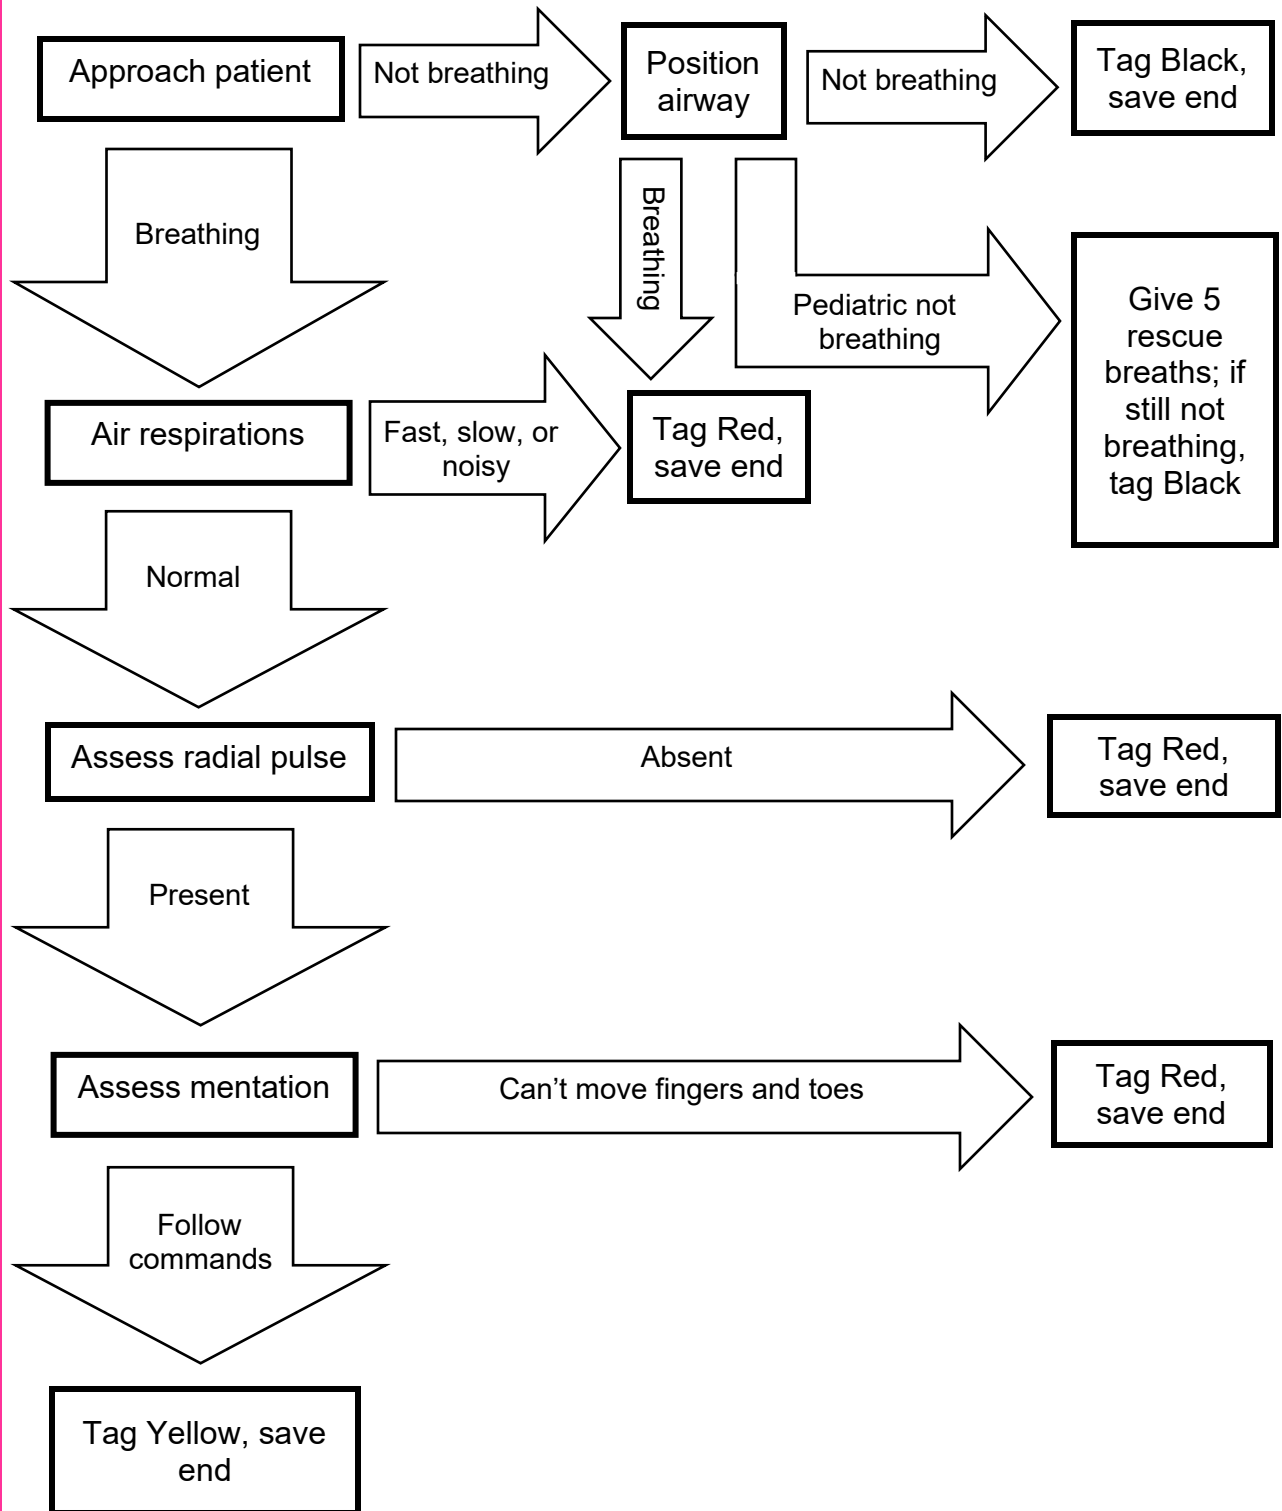 Approach patient
Not breathing
Position
airway
Not breathing
Tag Black,
save end
Breathing
Breathing
Pediatric not
breathing
Give 5
rescue
breaths; if
still not
breathing,
tag Black
Air respirations
Fast, slow, or
noisy
Tag Red,
save end
Normal
Assess radial pulse
Absent
Tag Red,
save end
Present
Assess mentation
Can’t move fingers and toes
Tag Red,
save end
Follow
commands
Tag Yellow, save
end